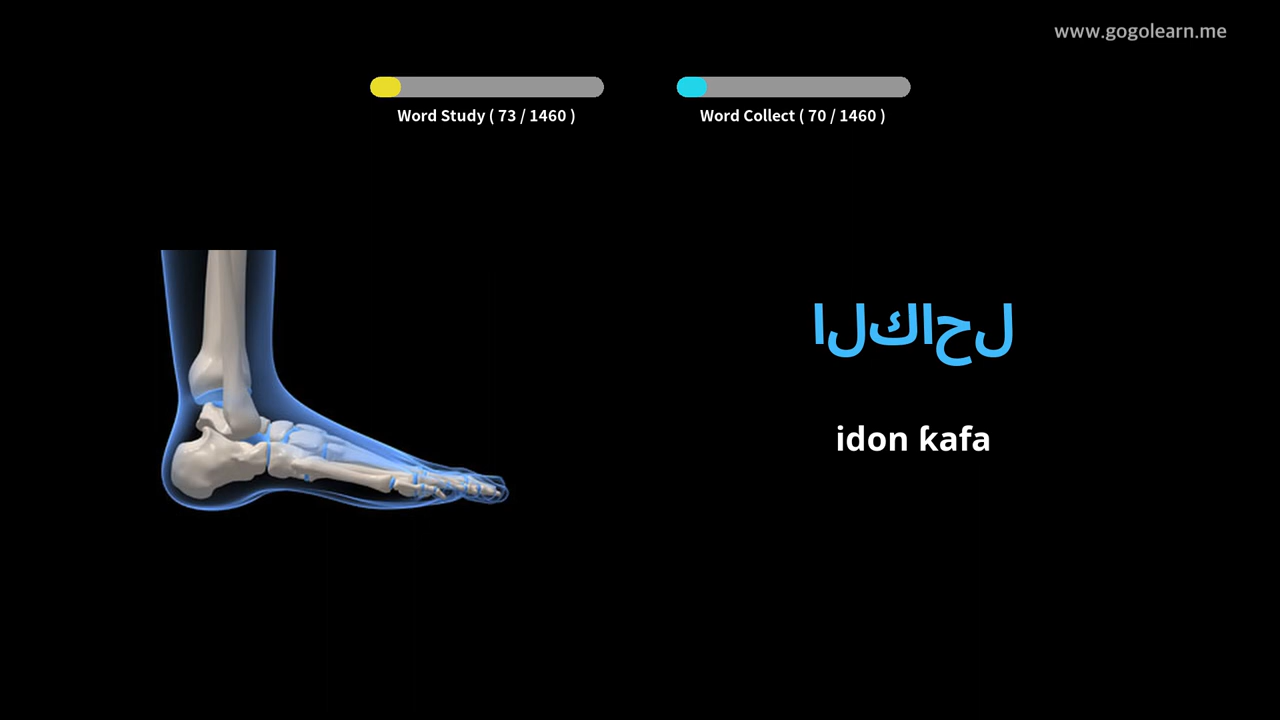 www.gogolearn.me
Word Study ( 73 / 1460 )
Word Collect ( 70 / 1460 )
الكاحل
idon ƙafa